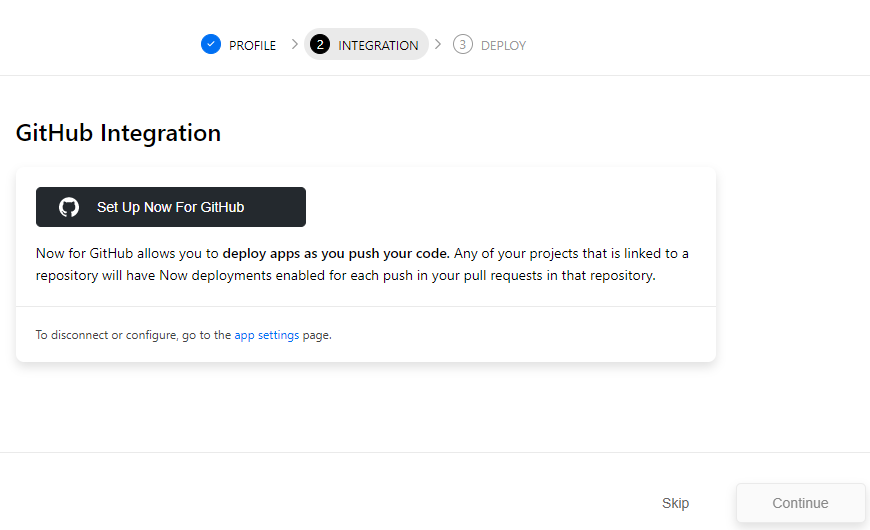 PROFILE
2 INTEGRATION
3 DEPLOY
GitHub Integration
Set Up Now For GitHub
Now for GitHub allows you to deploy apps as you push your code. Any of your projects that is linked to a
repository will have Now deployments enabled for each push in your pull requests in that repository.
To disconnect or configure, go to the app settings page.
Skip
Continue